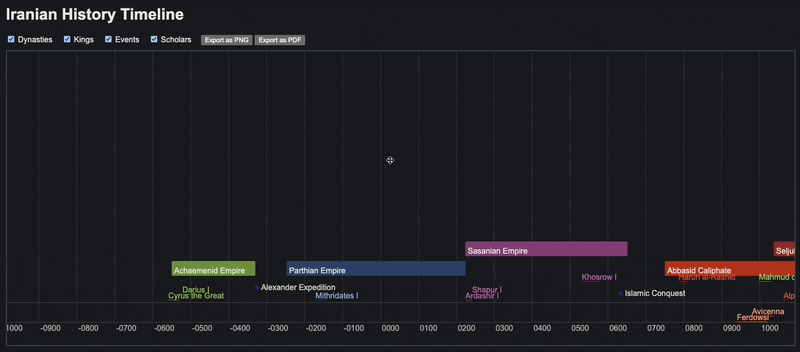 Iranian History Timeline
Dynasties Kings Events Scholars Export as PNG Export as PDF
Sasanian Empire Seljuk
Achaemenid Empire Parthian Empire Abbasid Caliphate
Khosrow I Harun al-Rashid Mahmud o
Darius I Alexander Expedition Shapur I
Cyrus the Great Mithridates I Ardashir I Islamic Conquest Alp
Avicenna
Ferdowsi
1000 -0900 -0800 -0700 -0600 -0500 -0400 -0300 -0200 -0100 0000 0100 0200 0300 0400 0500 0600 0700 0800 0900 1000